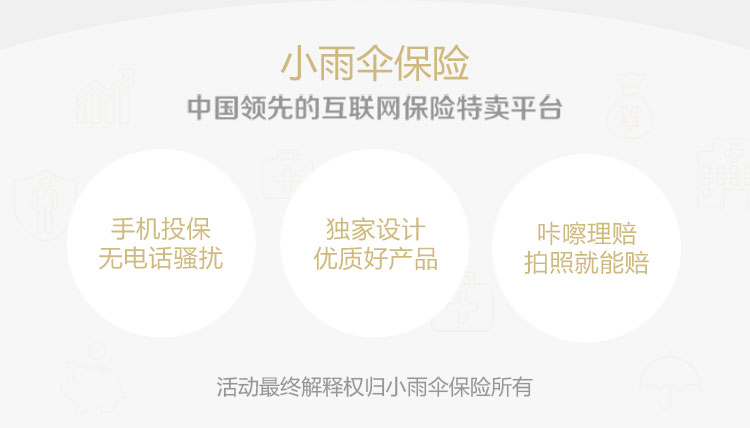 小雨伞保险
中国领先的互联网保险特卖平台
手机投保
无电话骚扰
独家设计
优质好产品
咔嚓理赔
拍照就能赔
活动最终解释权归小雨伞保险所有